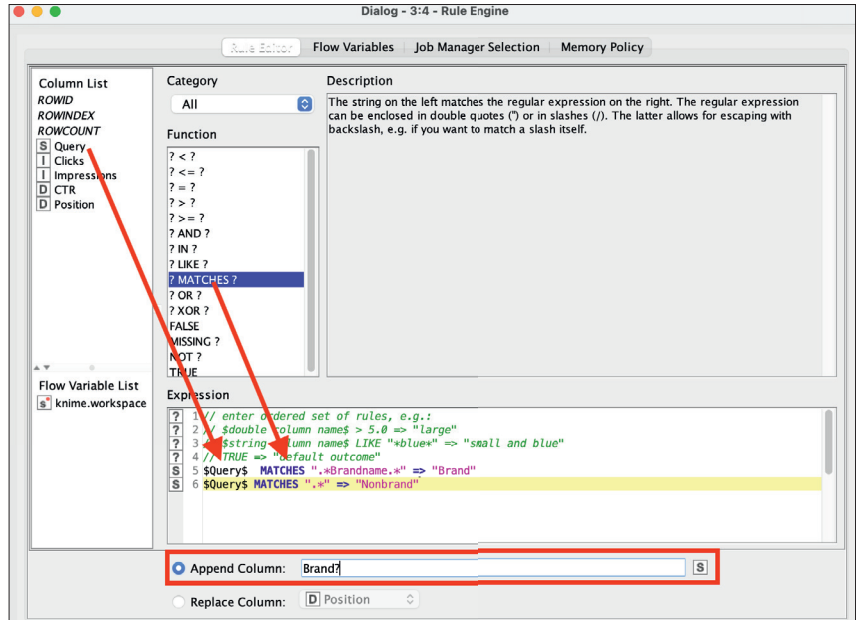 Dialog - 3:4 - Rule Engine
Rule Editor Flow Variables Job Manager Selection Memory Policy
Column List
ROWID
ROWINDEX
ROWCOUNT
S Query
I Clicks
I Impressions
D CTR
D Position
Flow Variable List
s knime.workspace
Category
All
Function
? < ?
? <= ?
? = ?
? > ?
? >= ?
? AND ?
? IN ?
? LIKE ?
? MATCHES ?
? OR ?
? XOR ?
FALSE
MISSING ?
NOT ?
TRUE
Description
The string on the left matches the regular expression on the right. The regular expression
can be enclosed in double quotes (") or in slashes (/). The latter allows for escaping with
backslash, e.g. if you want to match a slash itself.
Expression
? 1 // enter ordered set of rules, e.g.:
? 2 // $double column name$ > 5.0 => "large"
? 3 // $string column name$ LIKE "*blue*" => "small and blue"
? 4 // TRUE => "default outcome"
S 5 $Query$ MATCHES ".*Brandname.*" => "Brand"
S 6 $Query$ MATCHES ".*" => "Nonbrand"
Append Column: Brand? S
Replace Column: D Position